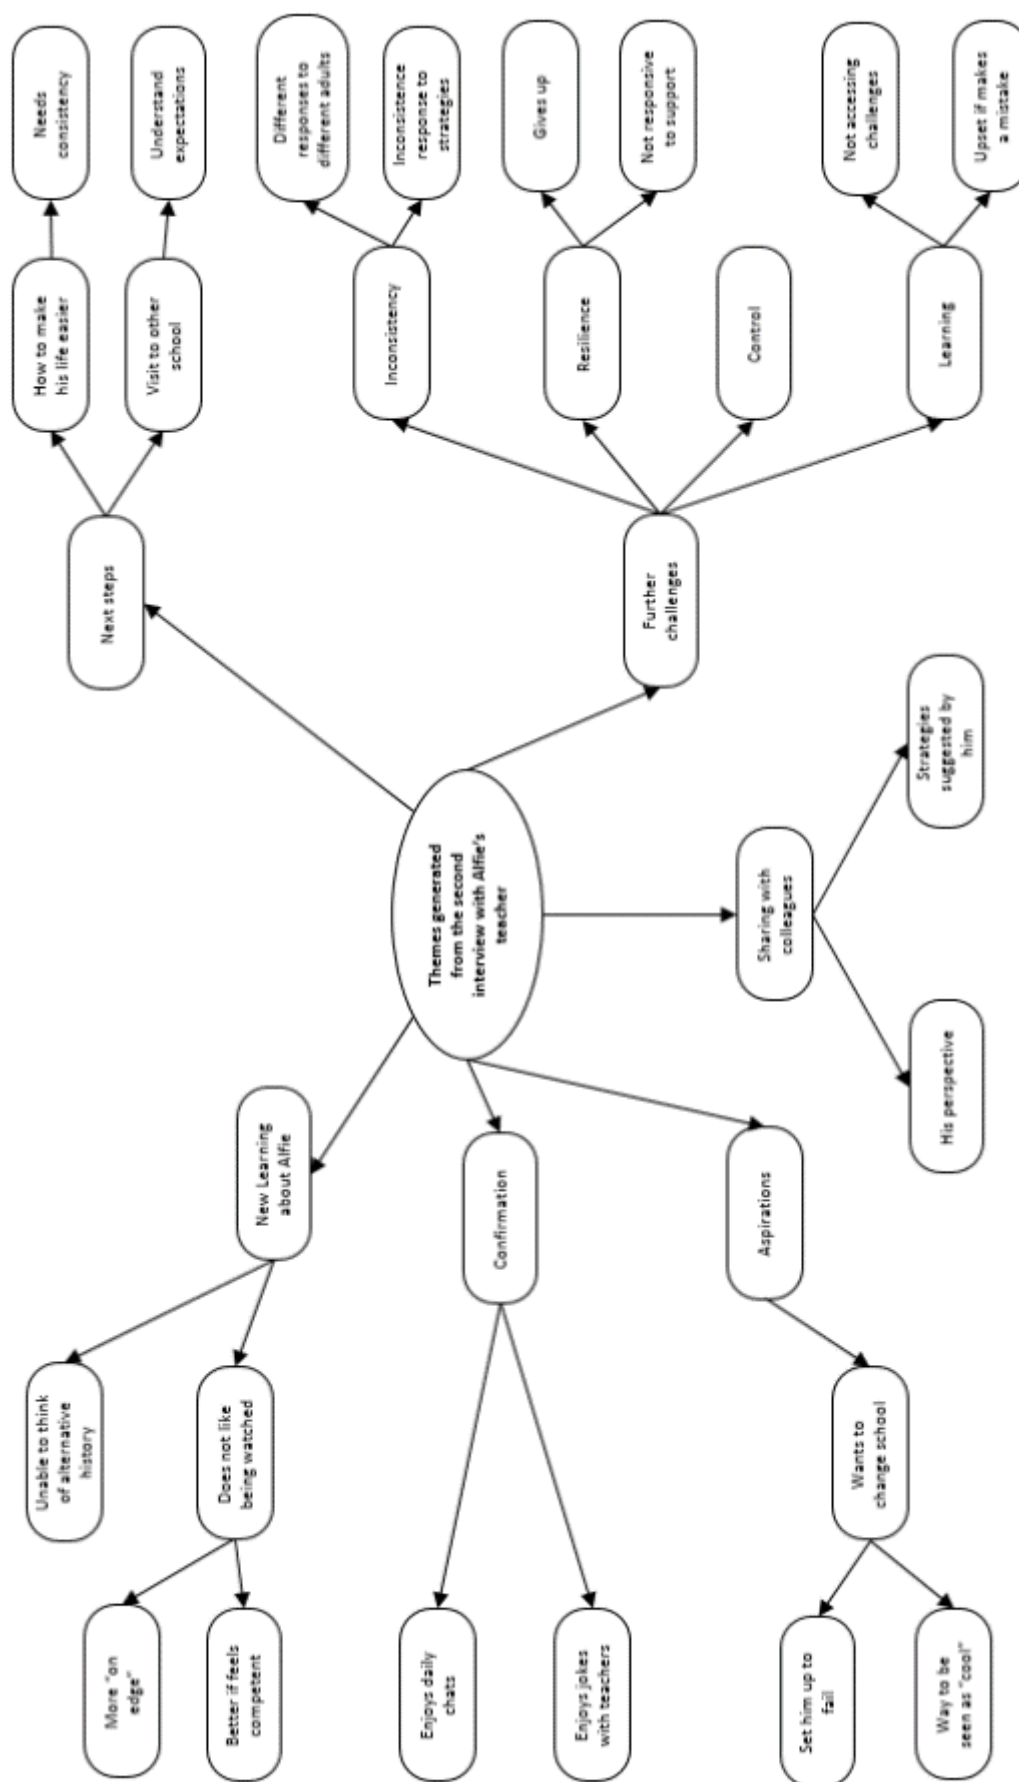 Themes generated
from the second
interview with Alfie's
teacher
New Learning
about Alfie
Unable to think
of alternative
history
Does not like
being watched
More "on
edge"
Better if feels
competent
Confirmation
Enjoys daily
chats
Enjoys jokes
with teachers
Aspirations
Wants to
change school
Set him up to
fail
Way to be
seen as "cool"
Sharing with
colleagues
His perspective
Strategies
suggested by
him
Next steps
How to make
his life easier
Needs
consistency
Visit to other
school
Understand
expectations
Further
challenges
Inconsistency
Different
responses to
different adults
Inconsistence
response to
strategies
Resilience
Gives up
Not responsive
to support
Control
Learning
Not accessing
challenges
Upset if makes
a mistake